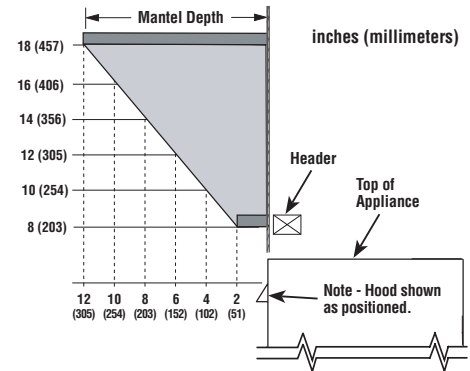 Mantel Depth
inches (millimeters)
18 (457)
16 (406)
14 (356)
12 (305)
10 (254)
8 (203)
Header
Top of
Appliance
Note - Hood shown
as positioned.
12 10 8 6 4 2
(305) (254) (203) (152) (102) (51)